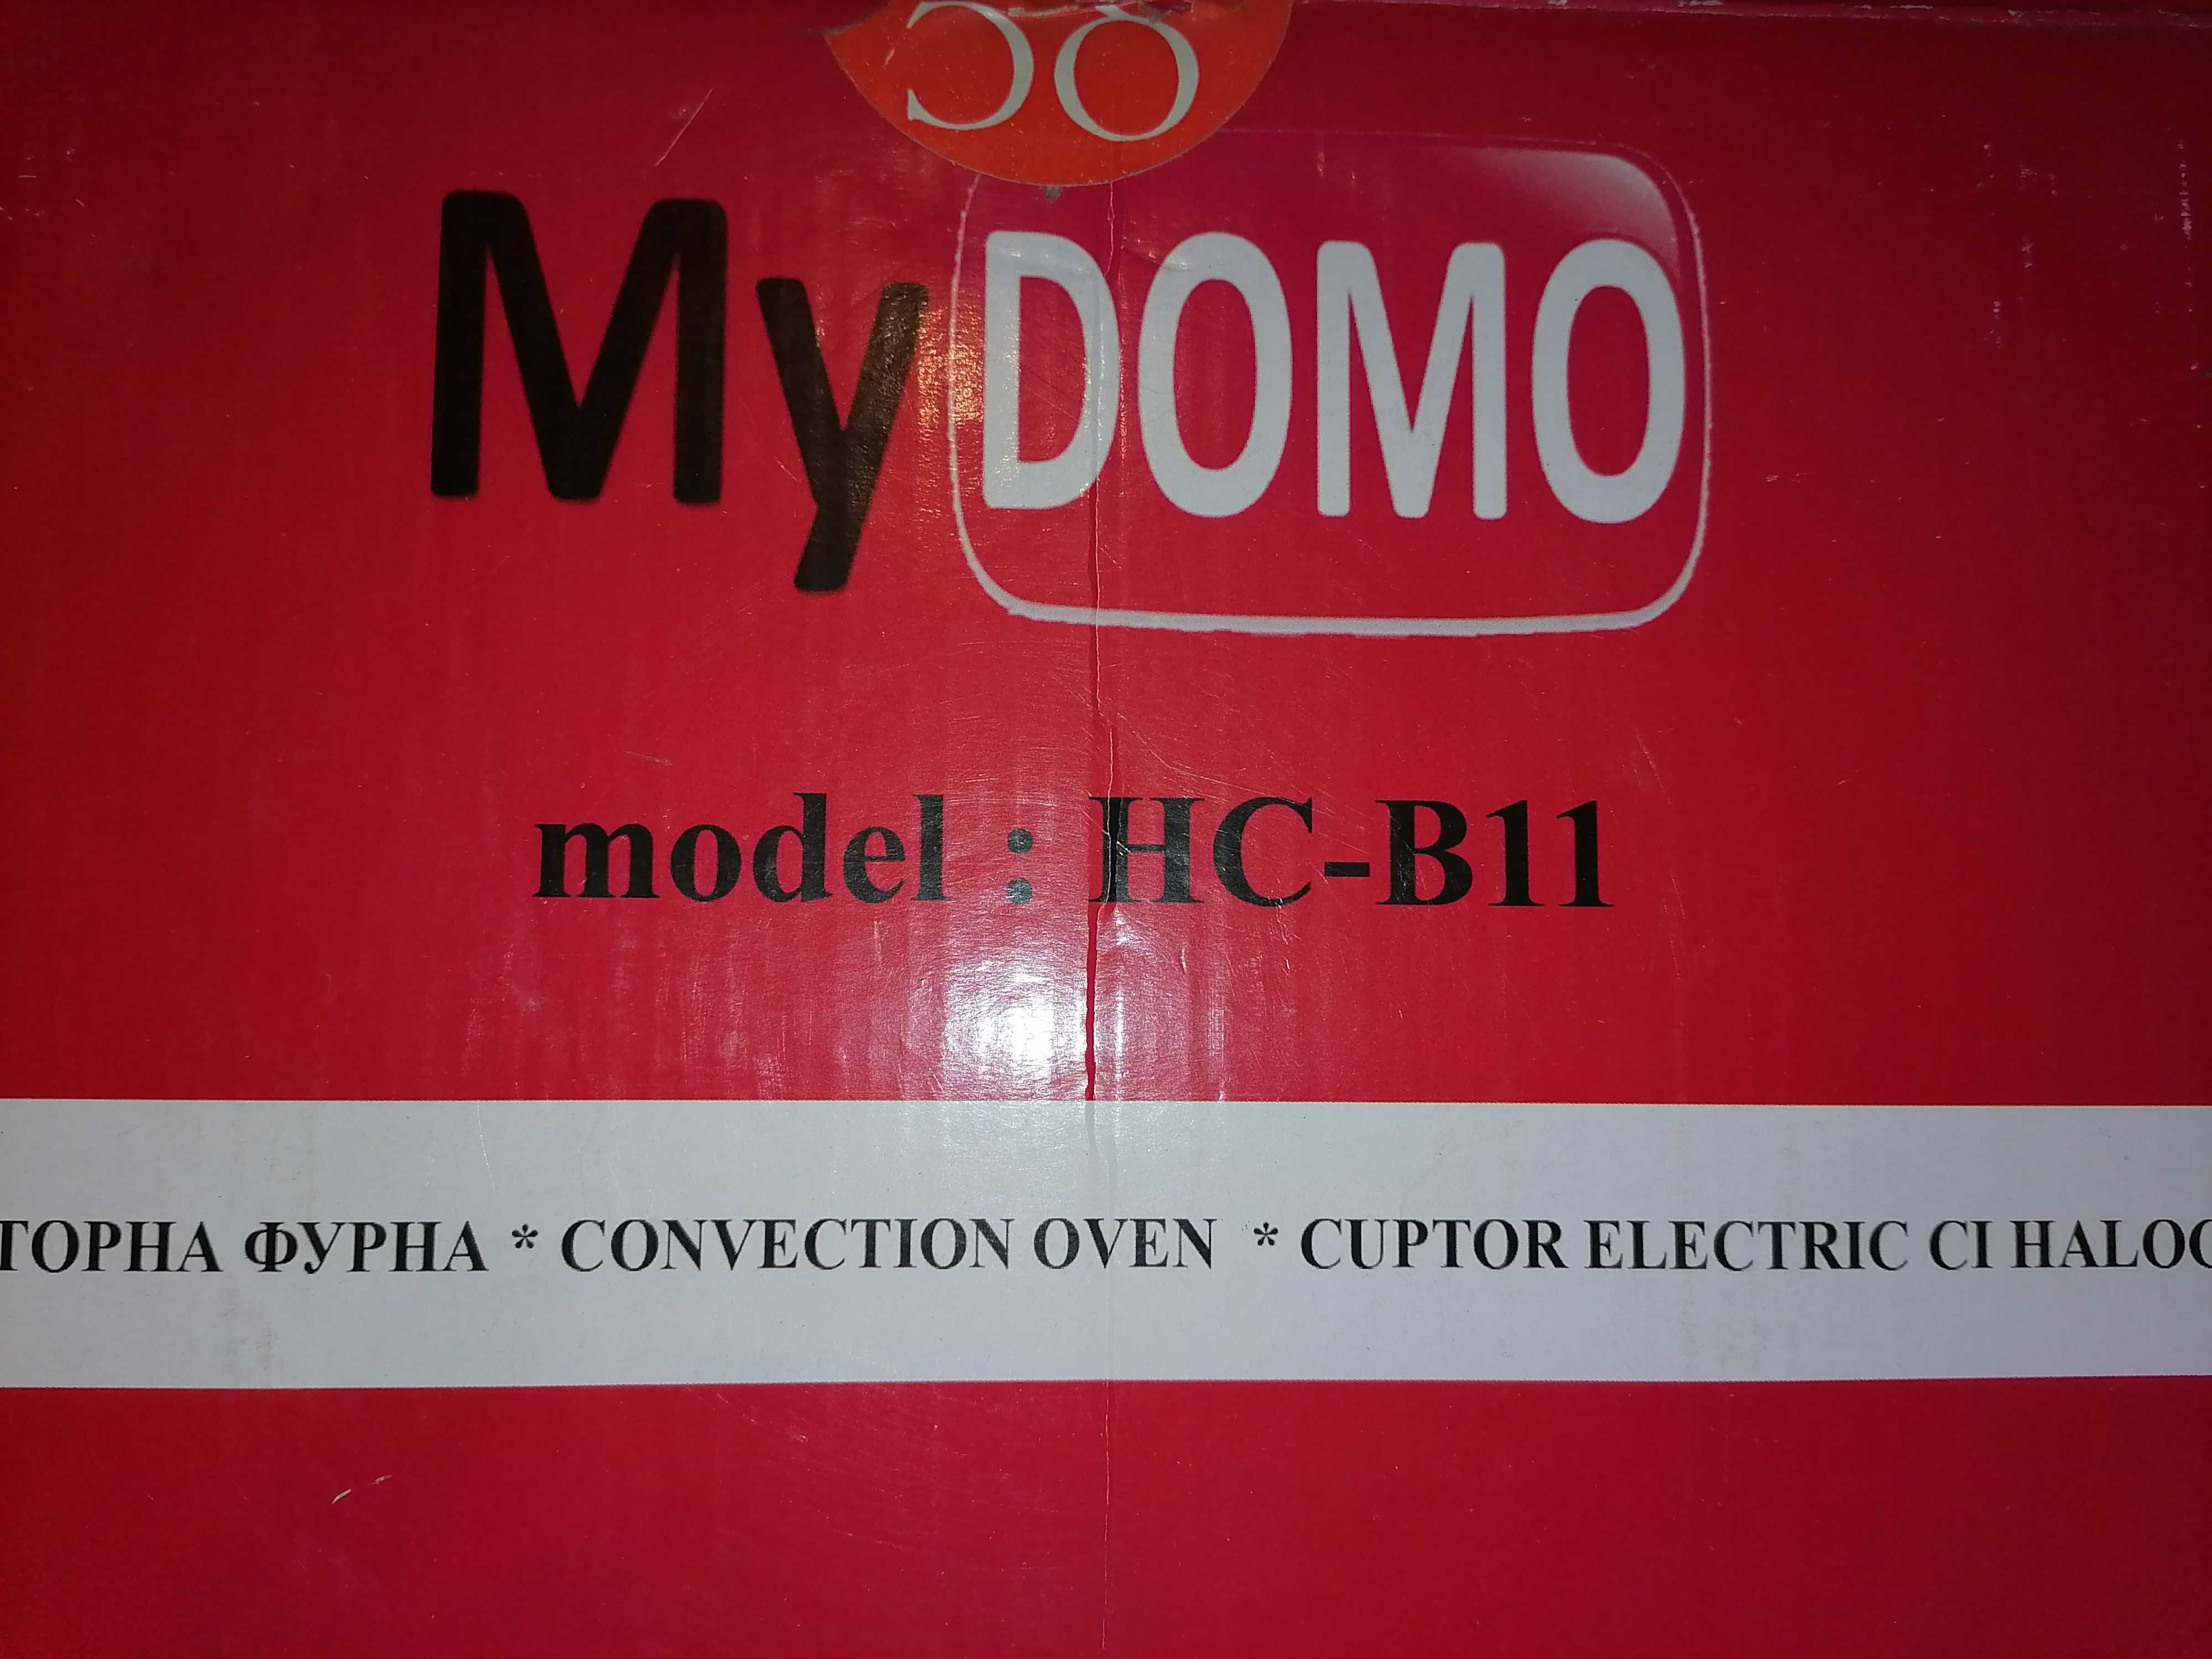 My DOMO
model : HC-B11
ТОРНА ФУРНА * CONVECTION OVEN * CUPTOR ELECTRIC CI HALOG